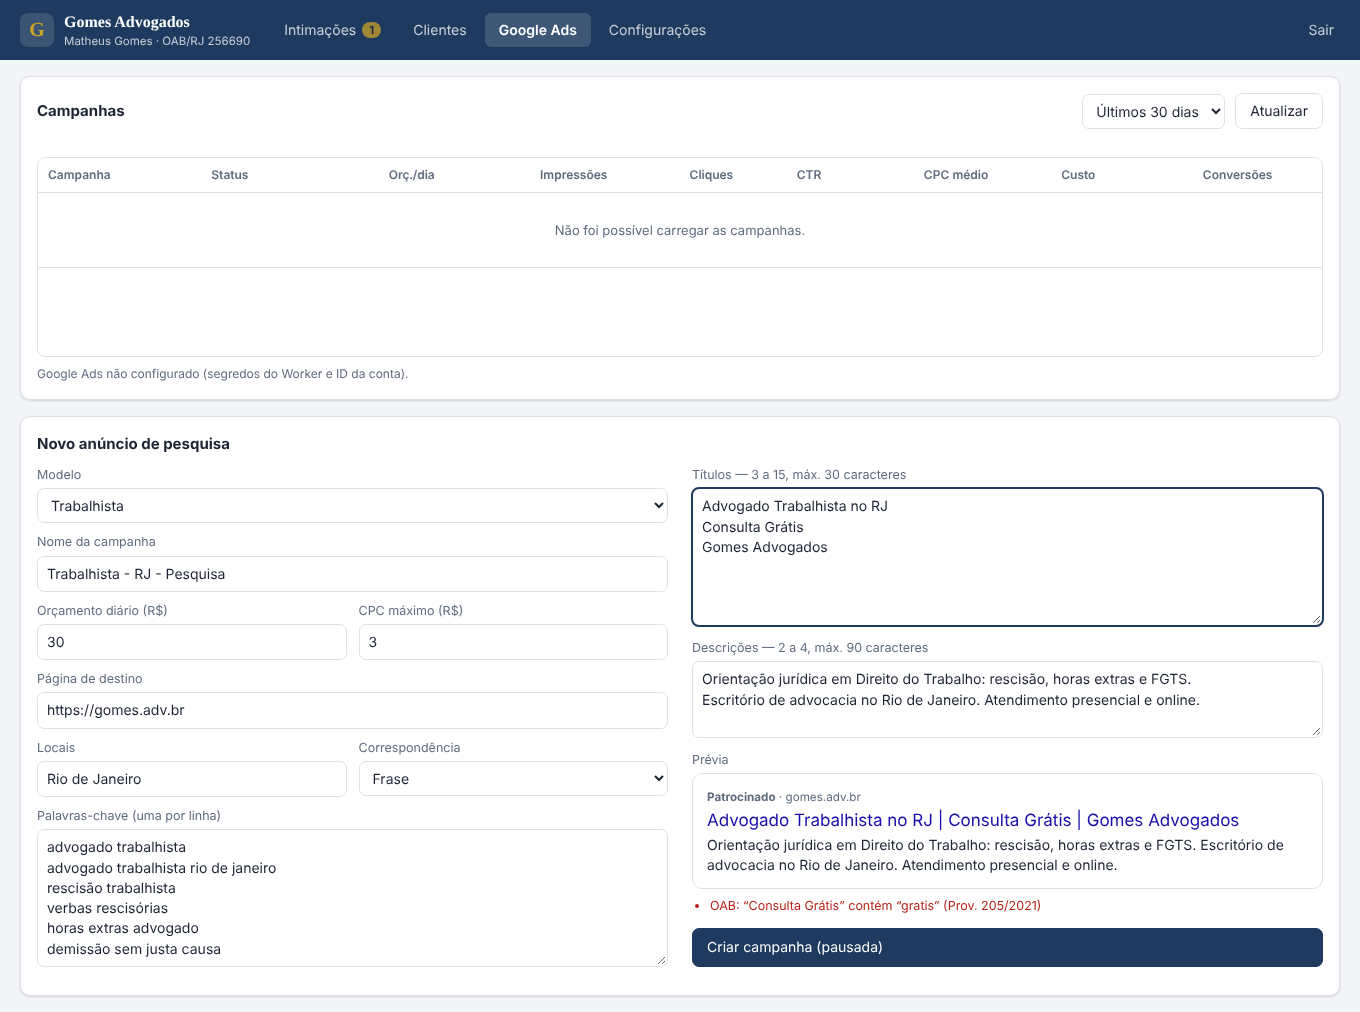 G
Gomes Advogados
Matheus Gomes · OAB/RJ 256690
Intimações 1
Clientes
Google Ads
Configurações
Sair
Campanhas
Últimos 30 dias
Atualizar
Campanha Status Orç./dia Impressões Cliques CTR CPC médio Custo Conversões
Não foi possível carregar as campanhas.
Google Ads não configurado (segredos do Worker e ID da conta).
Novo anúncio de pesquisa
Modelo
Trabalhista
Nome da campanha
Trabalhista - RJ - Pesquisa
Orçamento diário (R$)
30
CPC máximo (R$)
3
Página de destino
https://gomes.adv.br
Locais
Rio de Janeiro
Correspondência
Frase
Palavras-chave (uma por linha)
advogado trabalhista
advogado trabalhista rio de janeiro
rescisão trabalhista
verbas rescisórias
horas extras advogado
demissão sem justa causa
Títulos — 3 a 15, máx. 30 caracteres
Advogado Trabalhista no RJ
Consulta Grátis
Gomes Advogados
Descrições — 2 a 4, máx. 90 caracteres
Orientação jurídica em Direito do Trabalho: rescisão, horas extras e FGTS.
Escritório de advocacia no Rio de Janeiro. Atendimento presencial e online.
Prévia
Patrocinado · gomes.adv.br
Advogado Trabalhista no RJ | Consulta Grátis | Gomes Advogados
Orientação jurídica em Direito do Trabalho: rescisão, horas extras e FGTS. Escritório de
advocacia no Rio de Janeiro. Atendimento presencial e online.
• OAB: “Consulta Grátis” contém “gratis” (Prov. 205/2021)
Criar campanha (pausada)